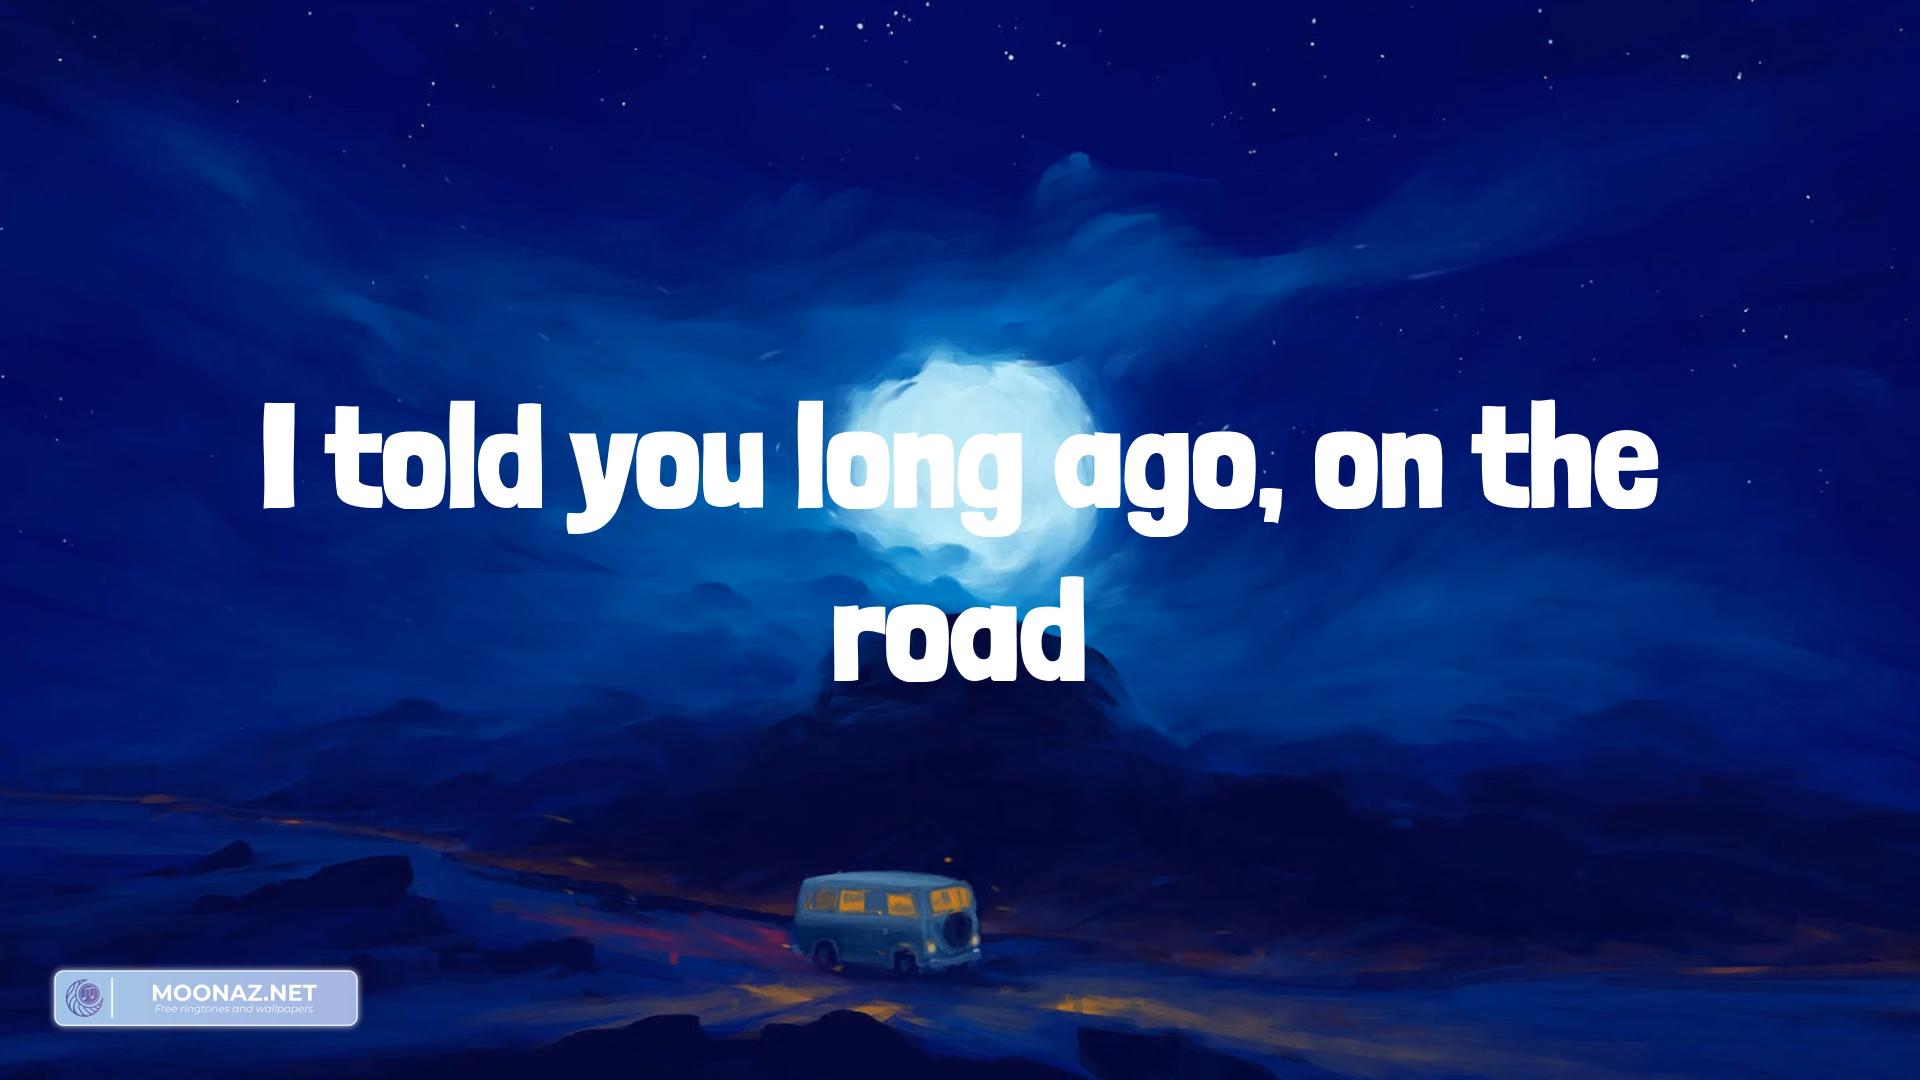 I told you long ago, on the
road
MOONAZ.NET
Free ringtones and wallpapers